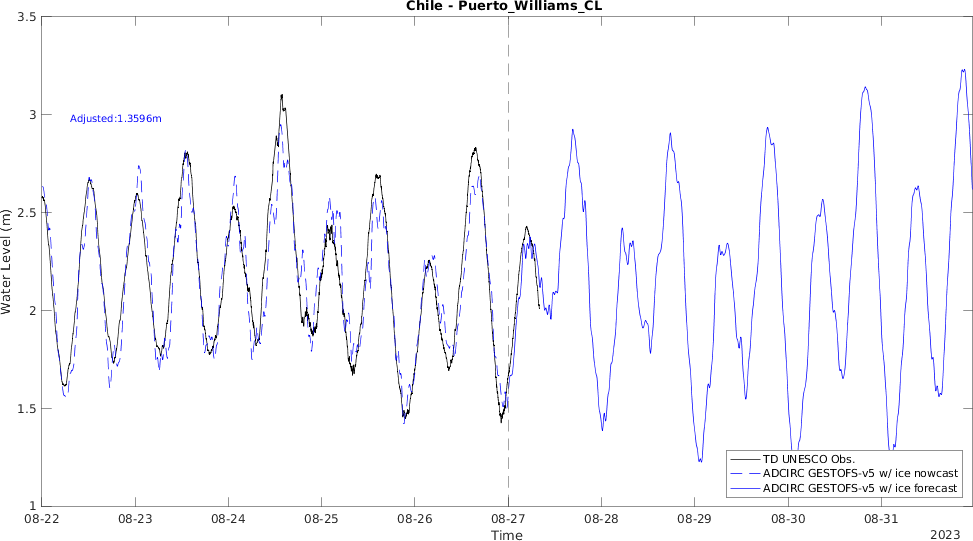 Chile - Puerto_Williams_CL
3.5
3
2.5
2
1.5
1
Water Level (m)
Adjusted:1.3596m
TD UNESCO Obs.
ADCIRC GESTOFS-v5 w/ ice nowcast
ADCIRC GESTOFS-v5 w/ ice forecast
08-22 08-23 08-24 08-25 08-26 08-27 08-28 08-29 08-30 08-31
Time
2023